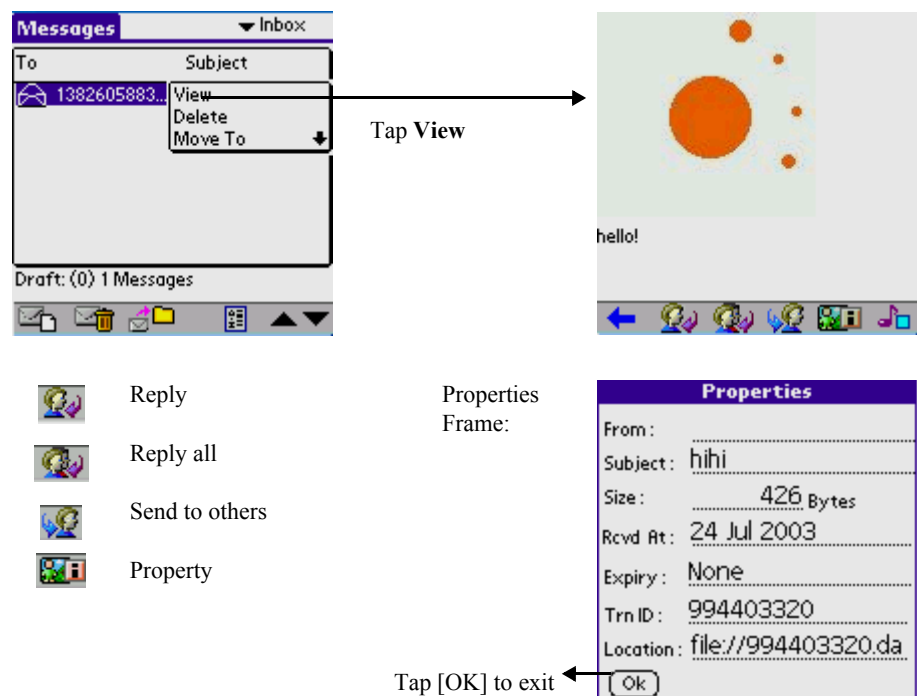 Messages
Inbox
To Subject
1382605883...
View
Delete
Move To
Draft: (0) 1 Messages
Tap View
hello!
Reply
Reply all
Send to others
Property
Properties
Frame:
Properties
From:
Subject: hihi
Size: 426 Bytes
Rcvd At: 24 Jul 2003
Expiry: None
Trn ID: 994403320
Location: file://994403320.da
Ok
Tap [OK] to exit